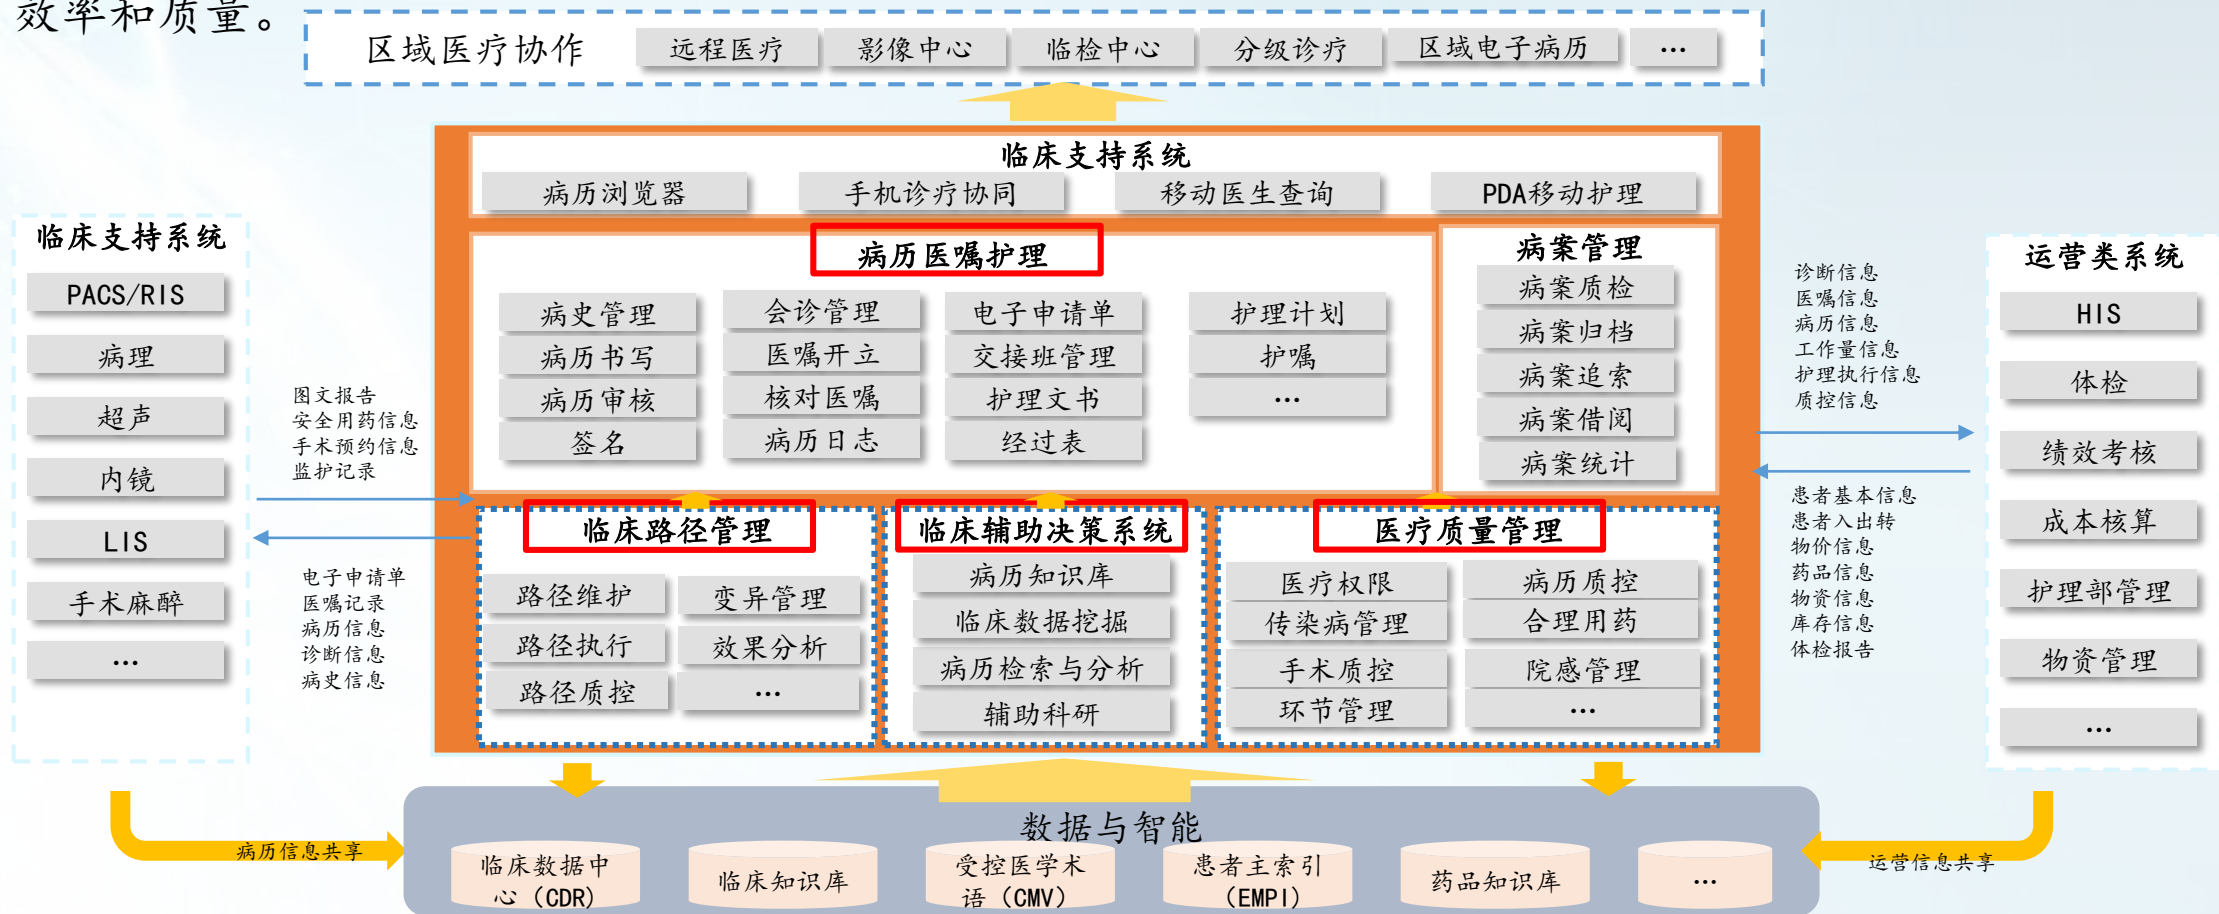 效率和质量。
区域医疗协作
远程医疗
影像中心
临检中心
分级诊疗
区域电子病历
…
临床支持系统
病历浏览器
手机诊疗协同
移动医生查询
PDA移动护理
临床支持系统
PACS/RIS
病理
超声
内镜
LIS
手术麻醉
…
图文报告
安全用药信息
手术预约信息
监护记录
电子申请单
医嘱记录
病历信息
诊断信息
病史信息
病历医嘱护理
病史管理
病历书写
病历审核
签名
会诊管理
医嘱开立
核对医嘱
病历日志
电子申请单
交接班管理
护理文书
经过表
护理计划
护嘱
…
病案管理
病案质检
病案归档
病案追索
病案借阅
病案统计
临床路径管理
路径维护
路径执行
路径质控
变异管理
效果分析
…
临床辅助决策系统
病历知识库
临床数据挖掘
病历检索与分析
辅助科研
医疗质量管理
医疗权限
传染病管理
手术质控
环节管理
病历质控
合理用药
院感管理
…
诊断信息
医嘱信息
病历信息
工作量信息
护理执行信息
质控信息
患者基本信息
患者入出转
物价信息
药品信息
物资信息
库存信息
体检报告
运营类系统
HIS
体检
绩效考核
成本核算
护理部管理
物资管理
…
病历信息共享
运营信息共享
数据与智能
临床数据中
心（CDR）
临床知识库
受控医学术
语（CMV）
患者主索引
（EMPI）
药品知识库
…